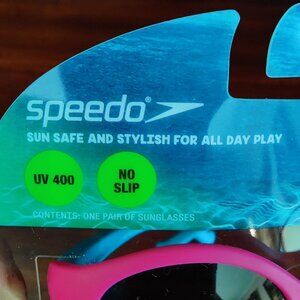 speedo®
SUN SAFE AND STYLISH FOR ALL DAY PLAY
UV 400
NO
SLIP
CONTENTS: ONE PAIR OF SUNGLASSES